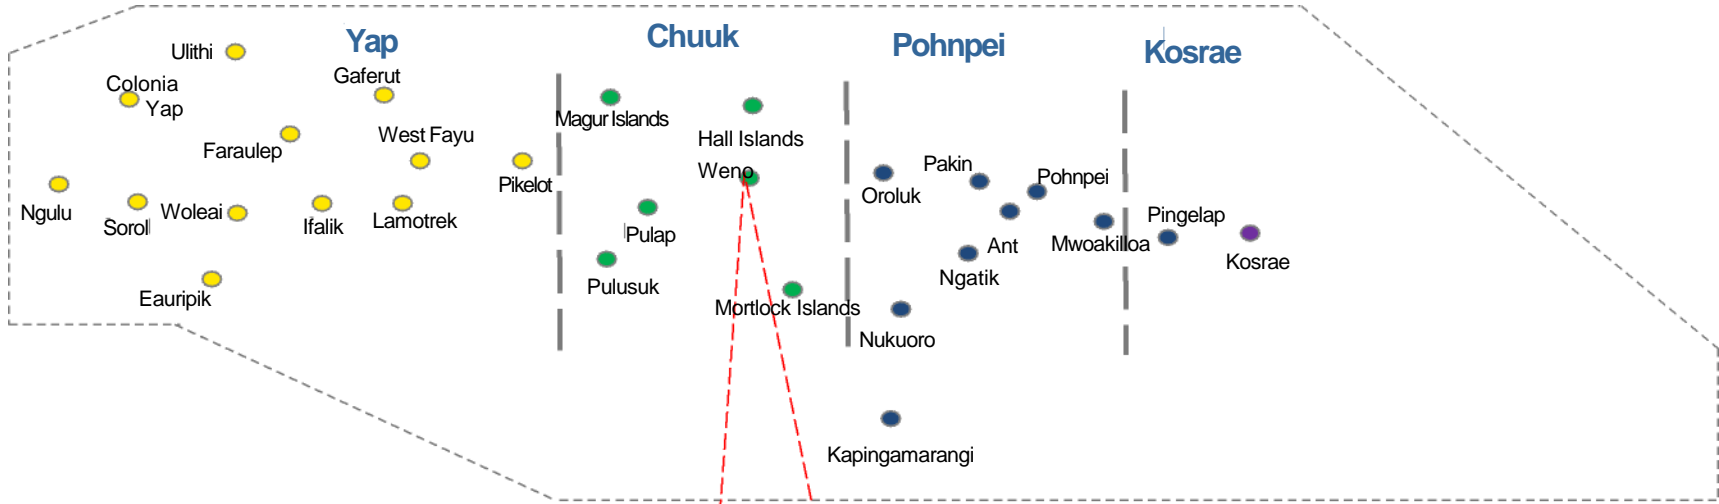 Yap
Chuuk
Pohnpei
Kosrae
Ulithi
Colonia
Yap
Gaferut
Faraulep
West Fayu
Pikelot
Ngulu
Sorol
Woleai
Ifalik
Lamotrek
Eauripik
Magur Islands
Hall Islands
Weno
Pulap
Pulusuk
Mortlock Islands
Oroluk
Pakin
Pohnpei
Ant
Mwoakilloa
Ngatik
Nukuoro
Kapingamarangi
Pingelap
Kosrae